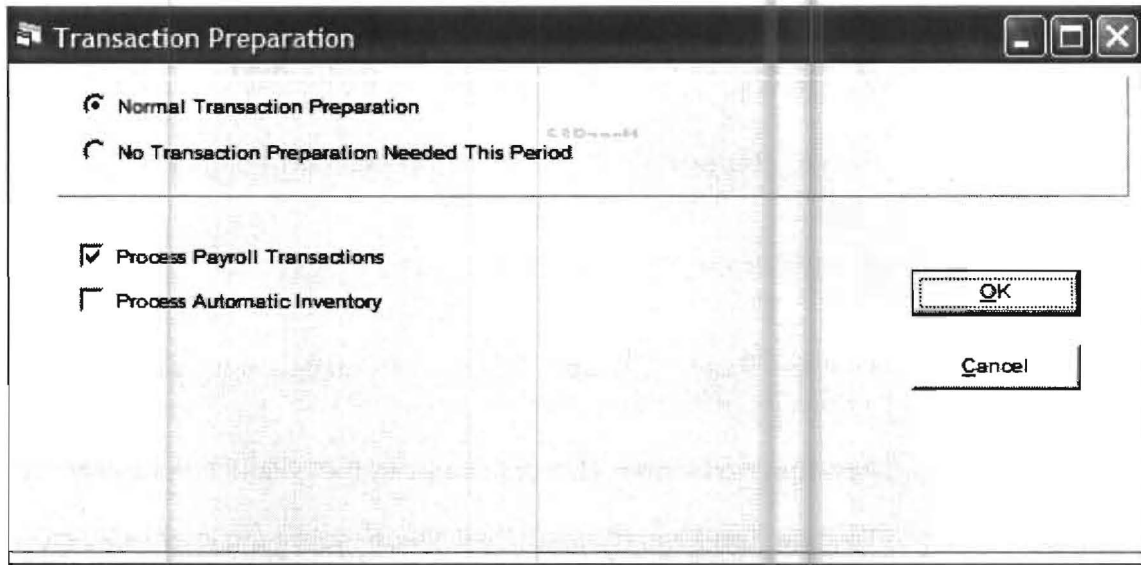 Transaction Preparation
Normal Transaction Preparation
No Transaction Preparation Needed This Period
Process Payroll Transactions
Process Automatic Inventory
OK
Cancel